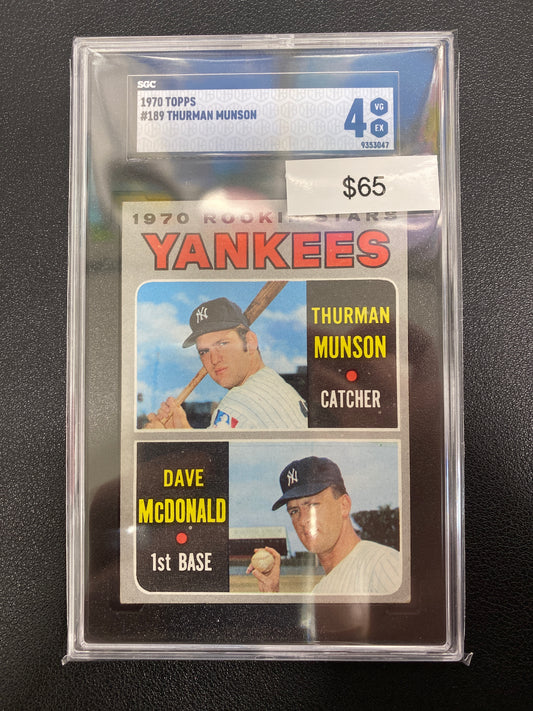 SGC
1970 TOPPS
#189 THURMAN MUNSON
4 VG
EX
9353047
$65
1970 ROOKIE STARS
YANKEES
THURMAN
MUNSON
CATCHER
DAVE
McDONALD
1st BASE